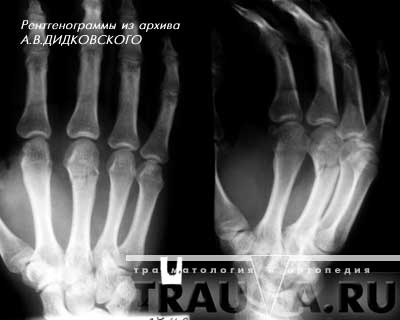 Рентгенограммы из архива
А.В.ДИДКОВСКОГО
травматология и ортопедия
TRAUMA.RU